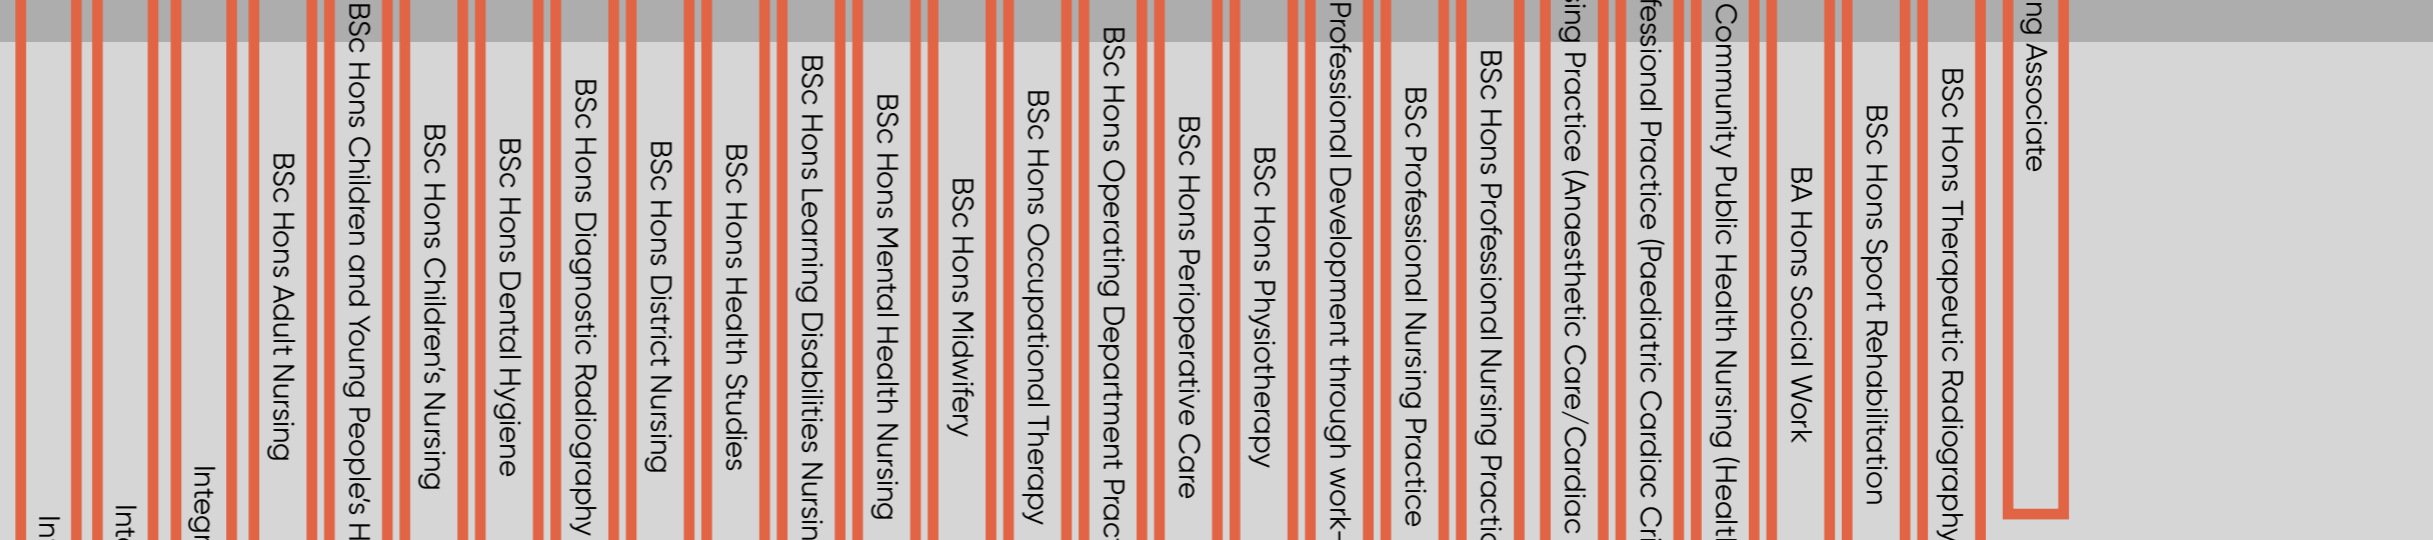 BSc Hons Adult Nursing
BSc Hons Children and Young People's H
BSc Hons Children's Nursing
BSc Hons Dental Hygiene
BSc Hons Diagnostic Radiography
BSc Hons District Nursing
BSc Hons Health Studies
BSc Hons Learning Disabilities Nursin
BSc Hons Mental Health Nursing
BSc Hons Midwifery
BSc Hons Occupational Therapy
BSc Hons Operating Department Prac
BSc Hons Perioperative Care
BSc Hons Physiotherapy
Professional Development through work-
BSc Professional Nursing Practice
BSc Hons Professional Nursing Practic
ing Practice (Anaesthetic Care/Cardiac
fessional Practice (Paediatric Cardiac Cri
Community Public Health Nursing (Healt
BA Hons Social Work
BSc Hons Sport Rehabilitation
BSc Hons Therapeutic Radiography
ng Associate